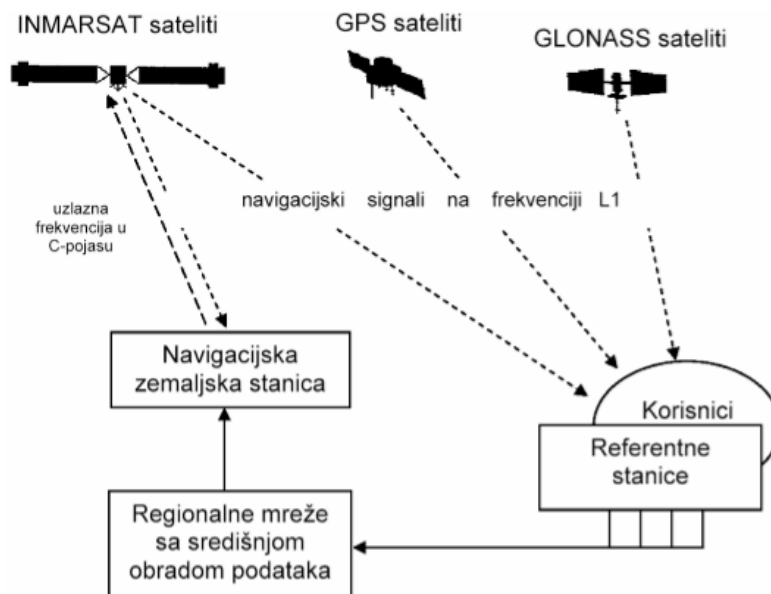 INMARSAT sateliti
GPS sateliti
GLONASS sateliti
navigacijski signali na frekvenciji L1
uzlazna
frekvencija u
C-pojasu
Navigacijska
zemaljska stanica
Korisnici
Referentne
stanice
Regionalne mreže
sa središnjom
obradom podataka